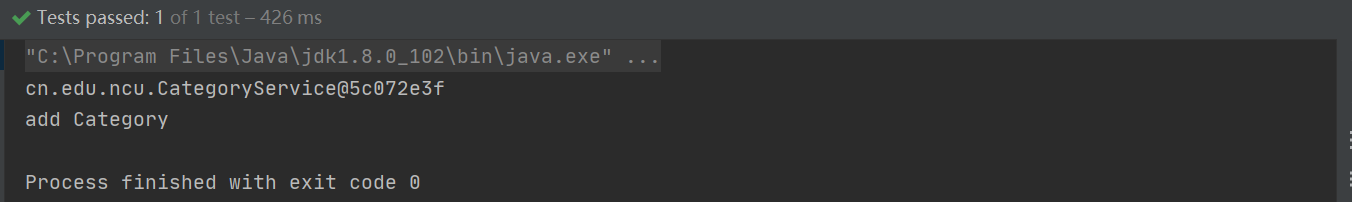 Tests passed: 1 of 1 test – 426 ms
"C:\Program Files\Java\jdk1.8.0_102\bin\java.exe" ...
cn.edu.ncu.CategoryService@5c072e3f
add Category
Process finished with exit code 0